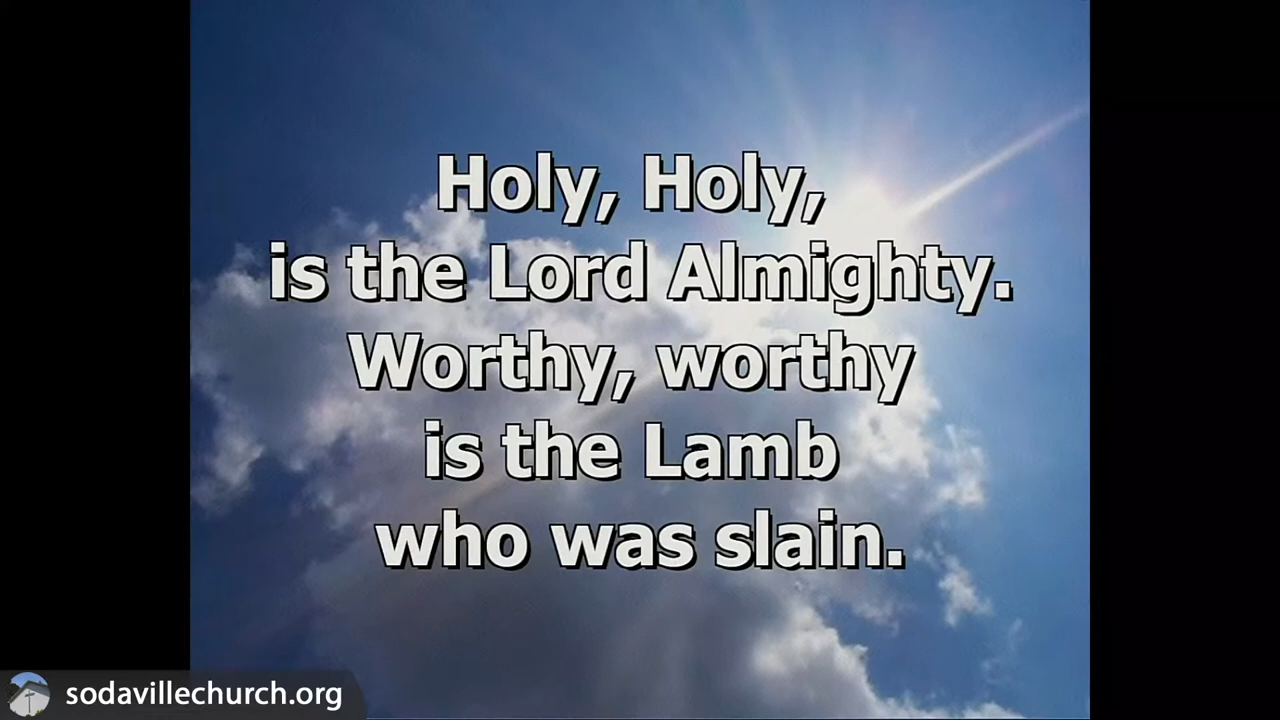 Holy, Holy,
is the Lord Almighty.
Worthy, worthy
is the Lamb
who was slain.
sodavillechurch.org